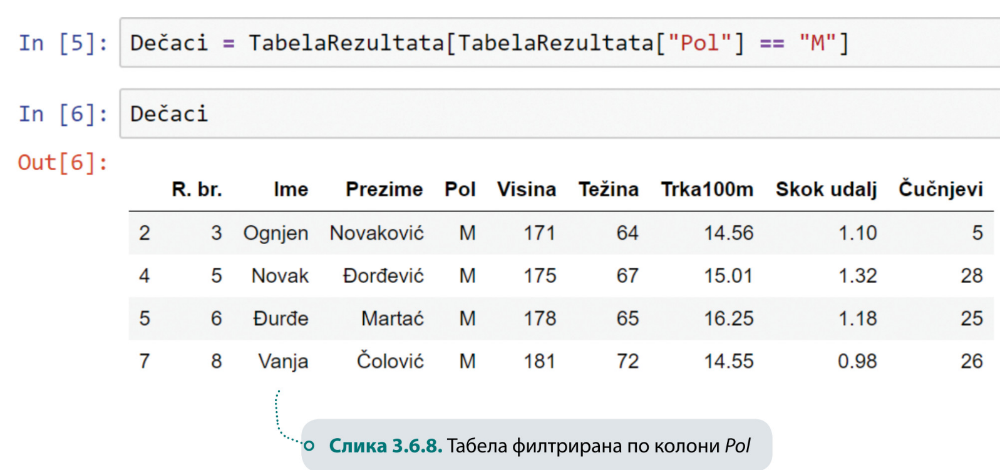 In [5]: Dečaci = TabelaRezultata[TabelaRezultata["Pol"] == "M"]
In [6]: Dečaci
Out[6]:
R. br. Ime Prezime Pol Visina Težina Trka100m Skok udalj Čučnjevi
2 3 Ognjen Novaković M 171 64 14.56 1.10 5
4 5 Novak Đorđević M 175 67 15.01 1.32 28
5 6 Đurđe Martać M 178 65 16.25 1.18 25
7 8 Vanja Čolović M 181 72 14.55 0.98 26
Слика 3.6.8. Табела филтрирана по колони Pol